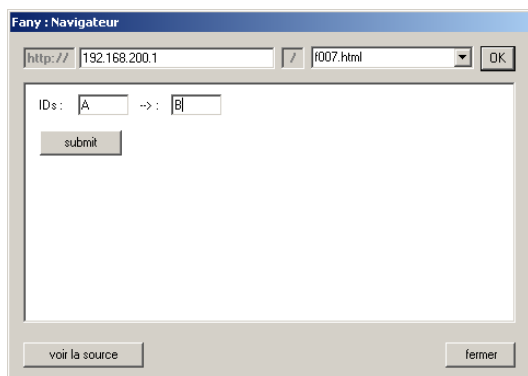 Fany : Navigateur
http:// 192.168.200.1 / f007.html OK
IDs : A --> : B
submit
voir la source fermer